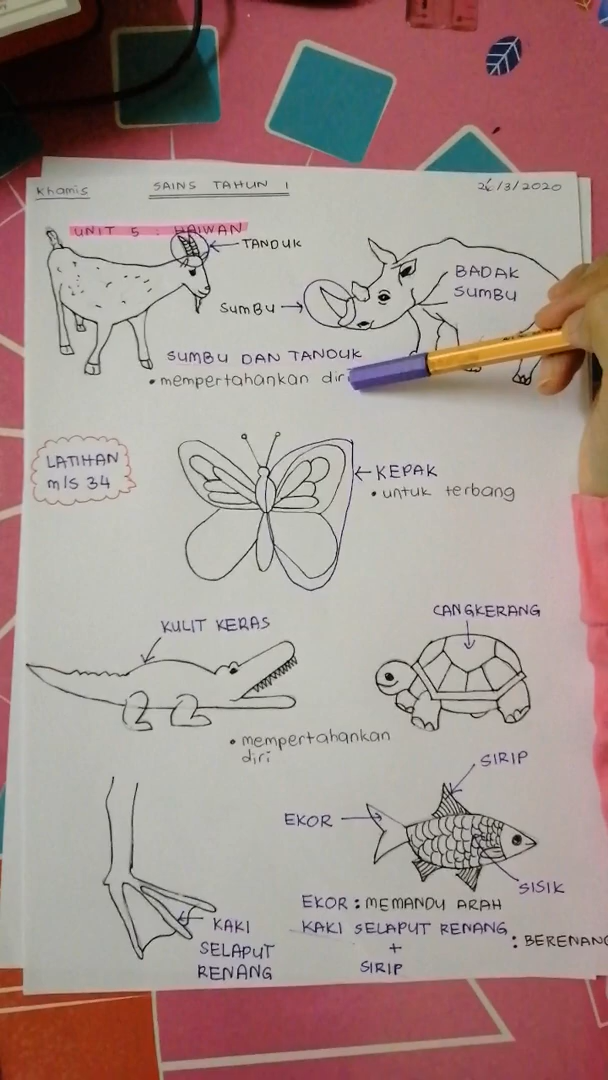 Khamis
SAINS TAHUN 1
26/3/2020
UNIT 5 : HAIWAN
TANDUK
SUMBU
BADAK
SUMBU
SUMBU DAN TANDUK
• mempertahankan diri
LATIHAN
m/s 34
KEPAK
• untuk terbang
KULIT KERAS
CANGKERANG
• mempertahankan
diri
SIRIP
EKOR
SISIK
KAKI
SELAPUT
RENANG
EKOR : MEMANDU ARAH
KAKI SELAPUT RENANG
+
SIRIP
: BERENANG